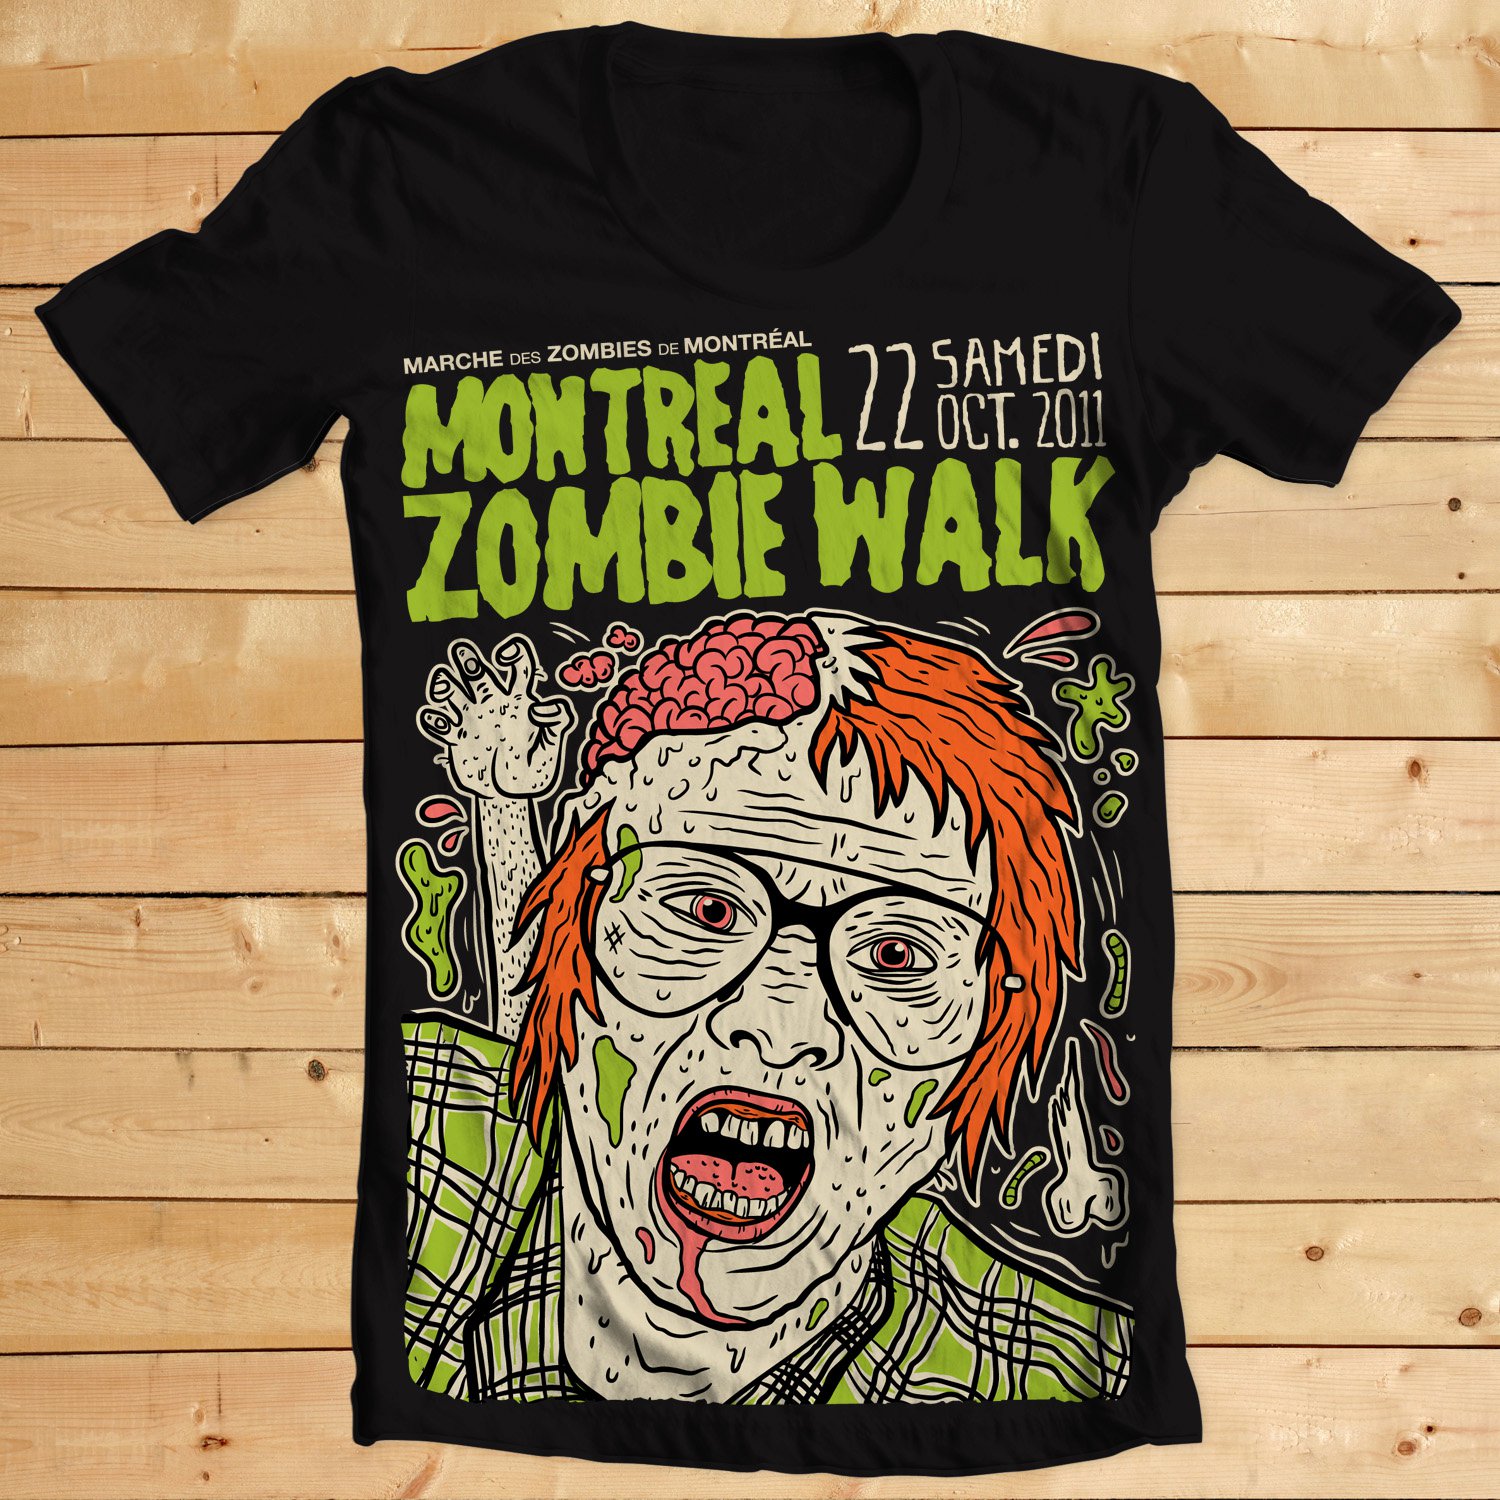 MARCHE DES ZOMBIES DE MONTRÉAL
MONTREAL
ZOMBIE WALK
22 SAMEDI
OCT. 2011